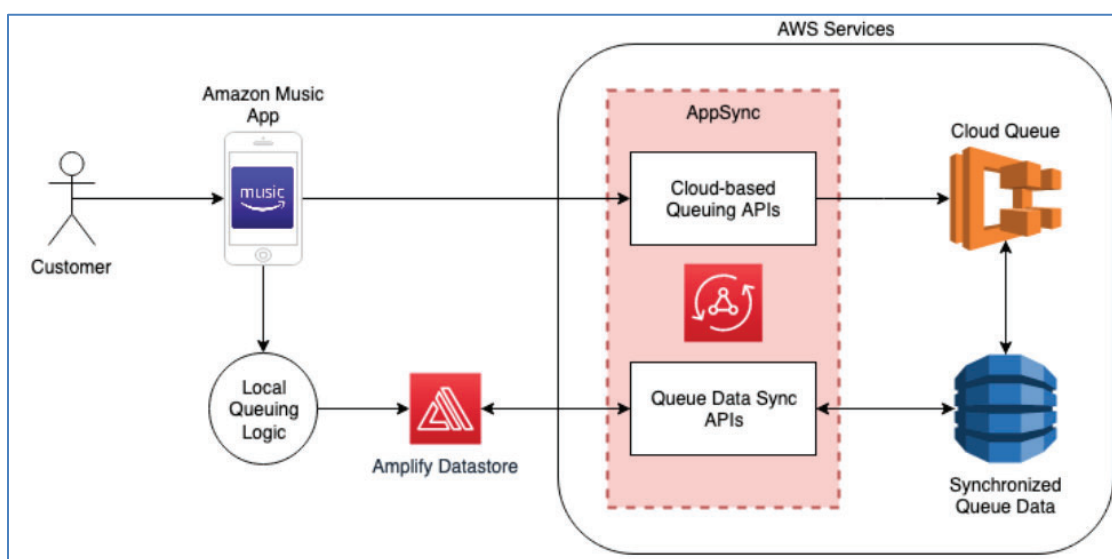 AWS Services
Amazon Music
App
AppSync
Cloud Queue
music
Cloud-based
Queuing APIs
Customer
Local
Queuing
Logic
Queue Data Sync
APIs
Amplify Datastore
Synchronized
Queue Data